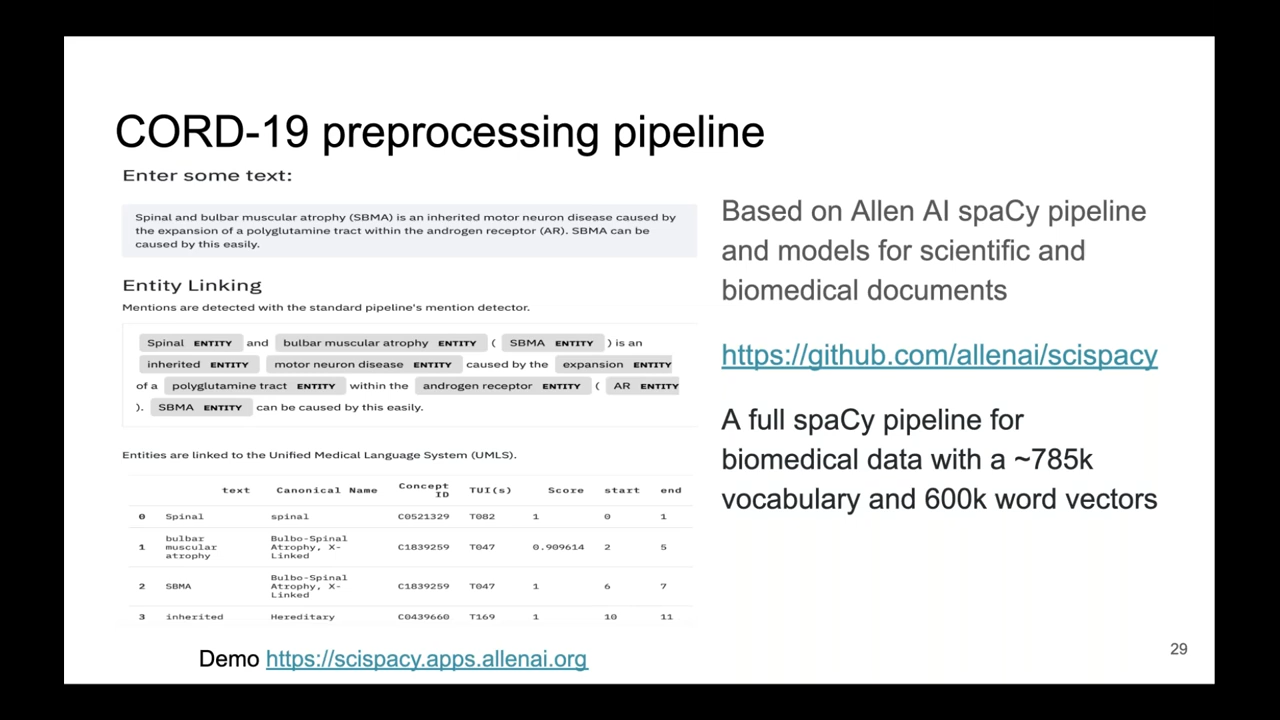 CORD-19 preprocessing pipeline
Enter some text:
Spinal and bulbar muscular atrophy (SBMA) is an inherited motor neuron disease caused by
the expansion of a polyglutamine tract within the androgen receptor (AR). SBMA can be
caused by this easily.
Entity Linking
Mentions are detected with the standard pipeline's mention detector.
Spinal ENTITY and bulbar muscular atrophy ENTITY ( SBMA ENTITY ) is an
inherited ENTITY motor neuron disease ENTITY caused by the expansion ENTITY
of a polyglutamine tract ENTITY within the androgen receptor ENTITY ( AR ENTITY
). SBMA ENTITY can be caused by this easily.
Entities are linked to the Unified Medical Language System (UMLS).
text Canonical Name Concept ID TUI(s) Score start end
0 Spinal spinal C0521329 T082 1 0 1
1 bulbar muscular atrophy Bulbo-Spinal Atrophy, X-Linked C1839259 T047 0.909614 2 5
2 SBMA Bulbo-Spinal Atrophy, X-Linked C1839259 T047 1 6 7
3 inherited Hereditary C0439660 T169 1 10 11
Demo https://scispacy.apps.allenai.org
Based on Allen AI spaCy pipeline
and models for scientific and
biomedical documents
https://github.com/allenai/scispacy
A full spaCy pipeline for
biomedical data with a ~785k
vocabulary and 600k word vectors
29